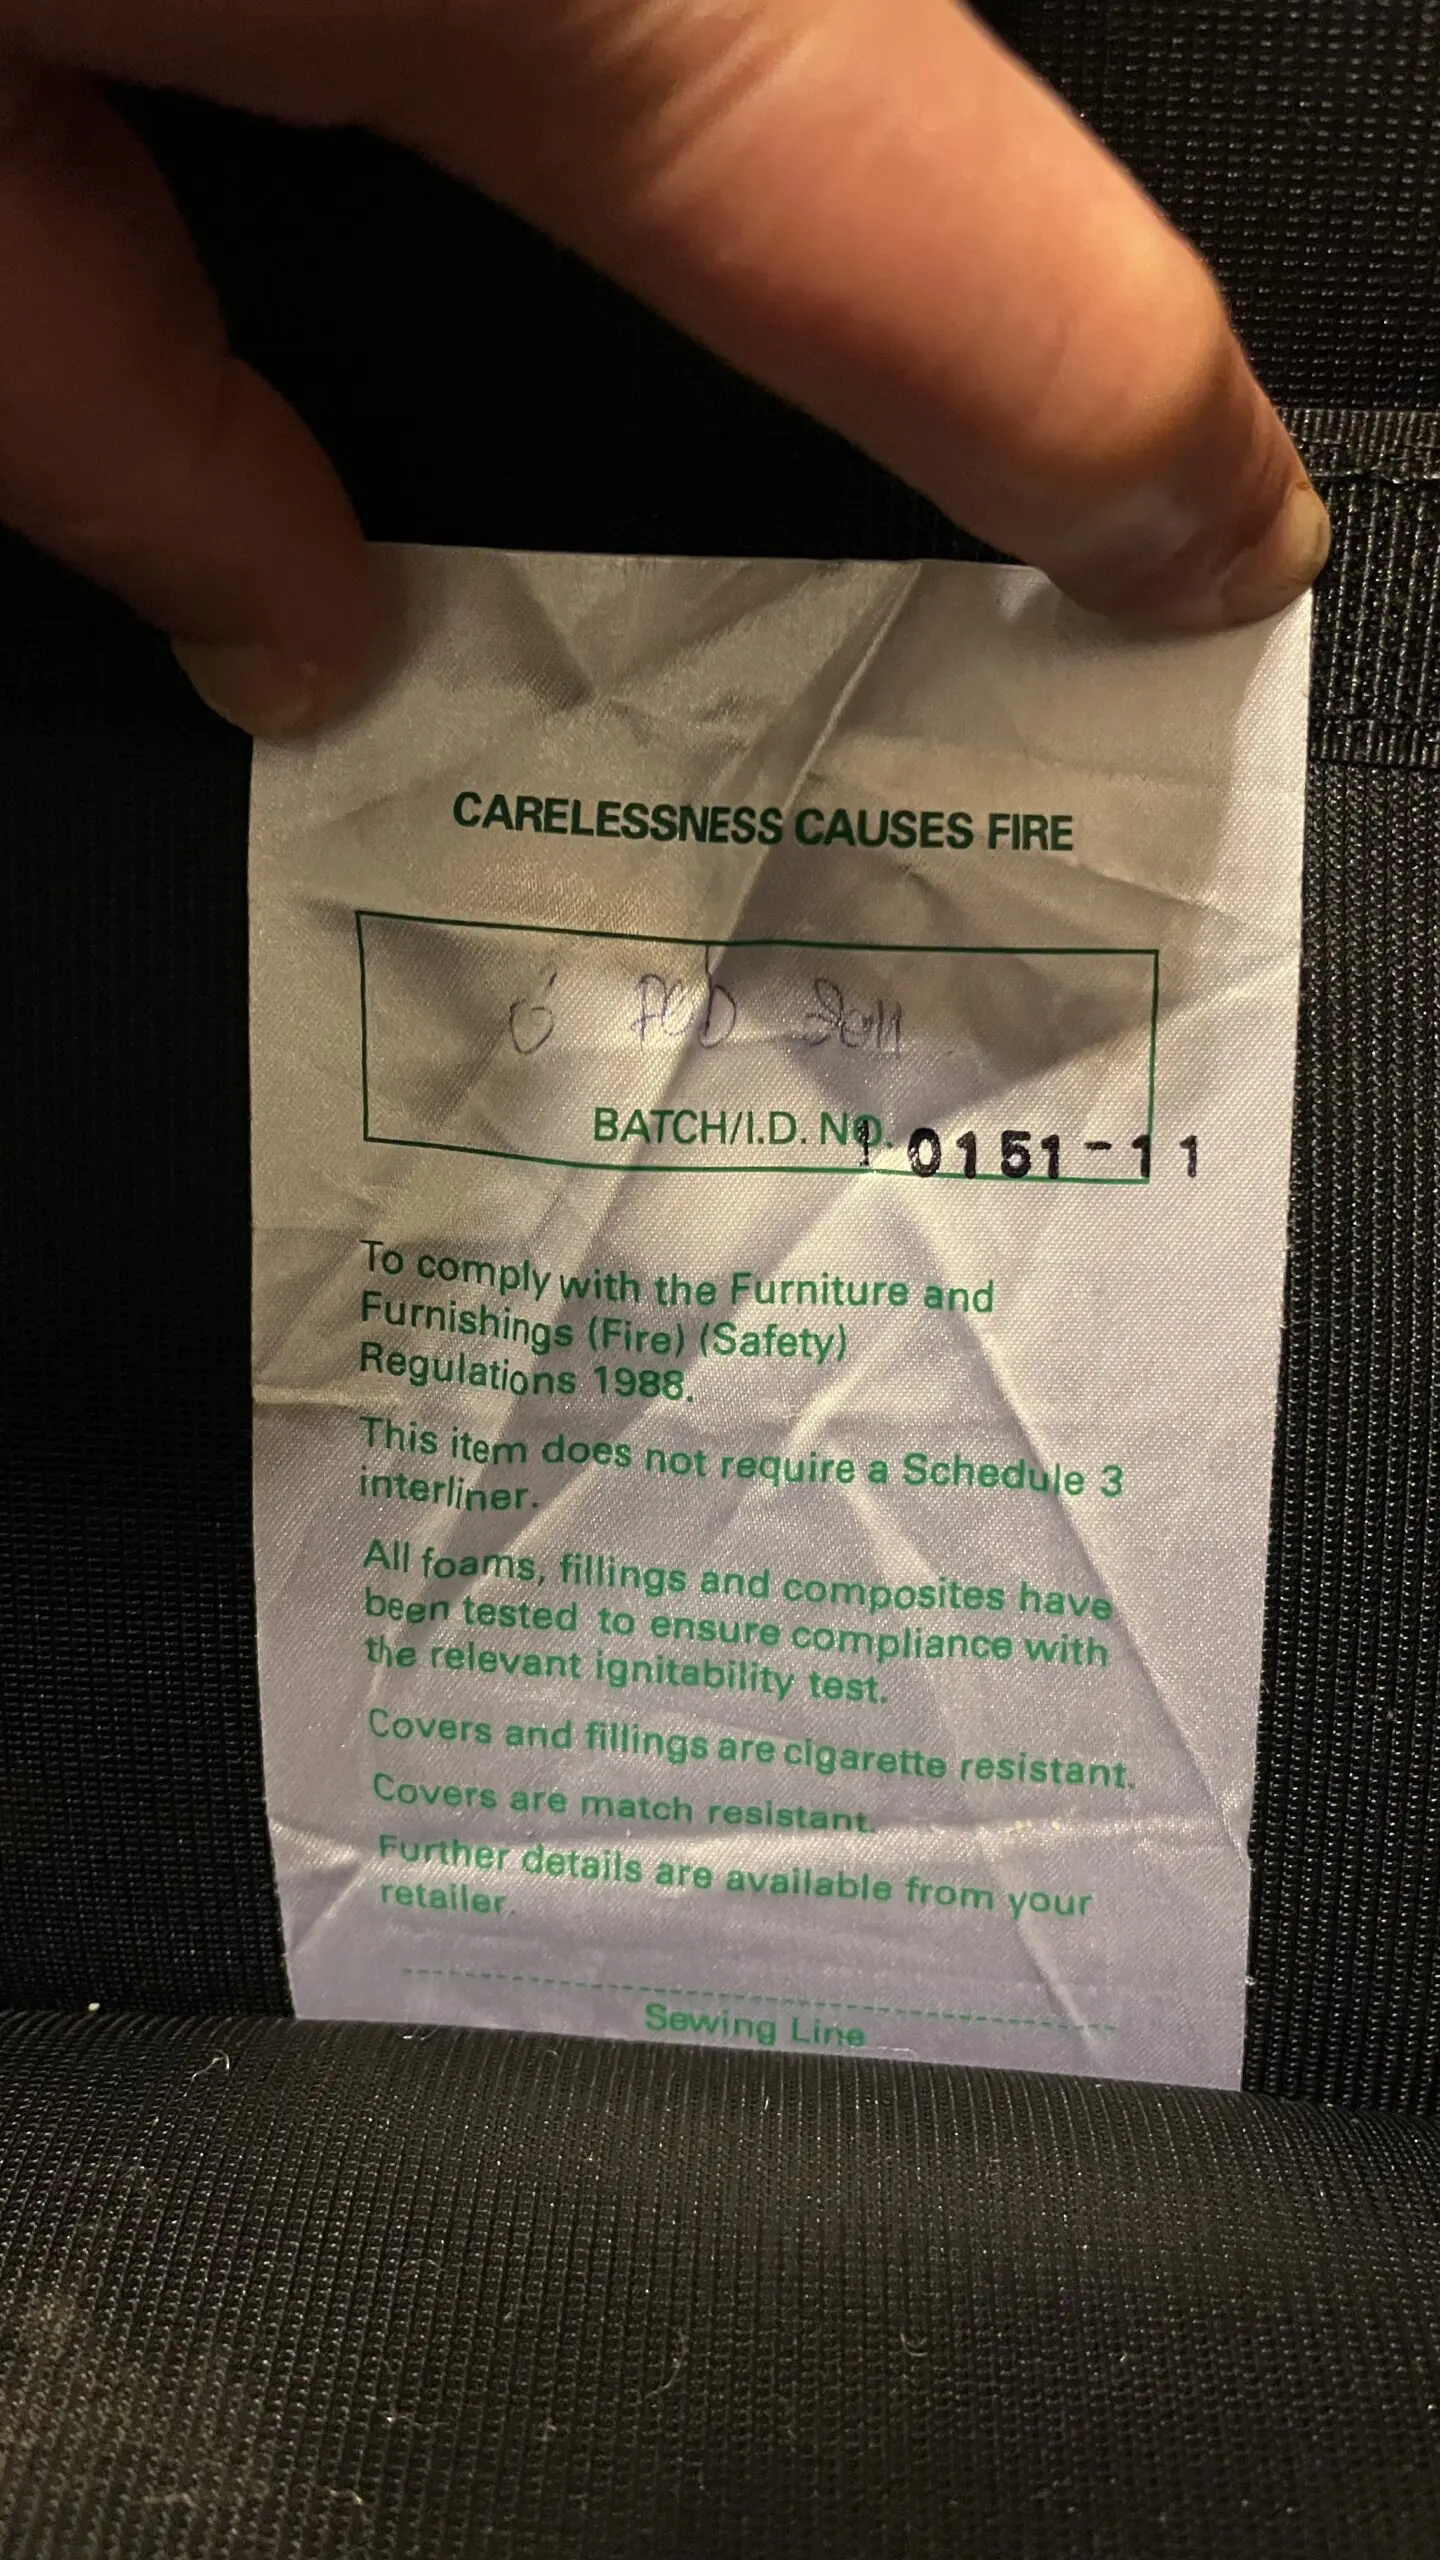 CARELESSNESS CAUSES FIRE
BATCH/I.D. NO. 10151-11
To comply with the Furniture and
Furnishings (Fire) (Safety)
Regulations 1988.
This item does not require a Schedule 3
interliner.
All foams, fillings and composites have
been tested to ensure compliance with
the relevant ignitability test.
Covers and fillings are cigarette resistant.
Covers are match resistant.
Further details are available from your
retailer.
Sewing Line